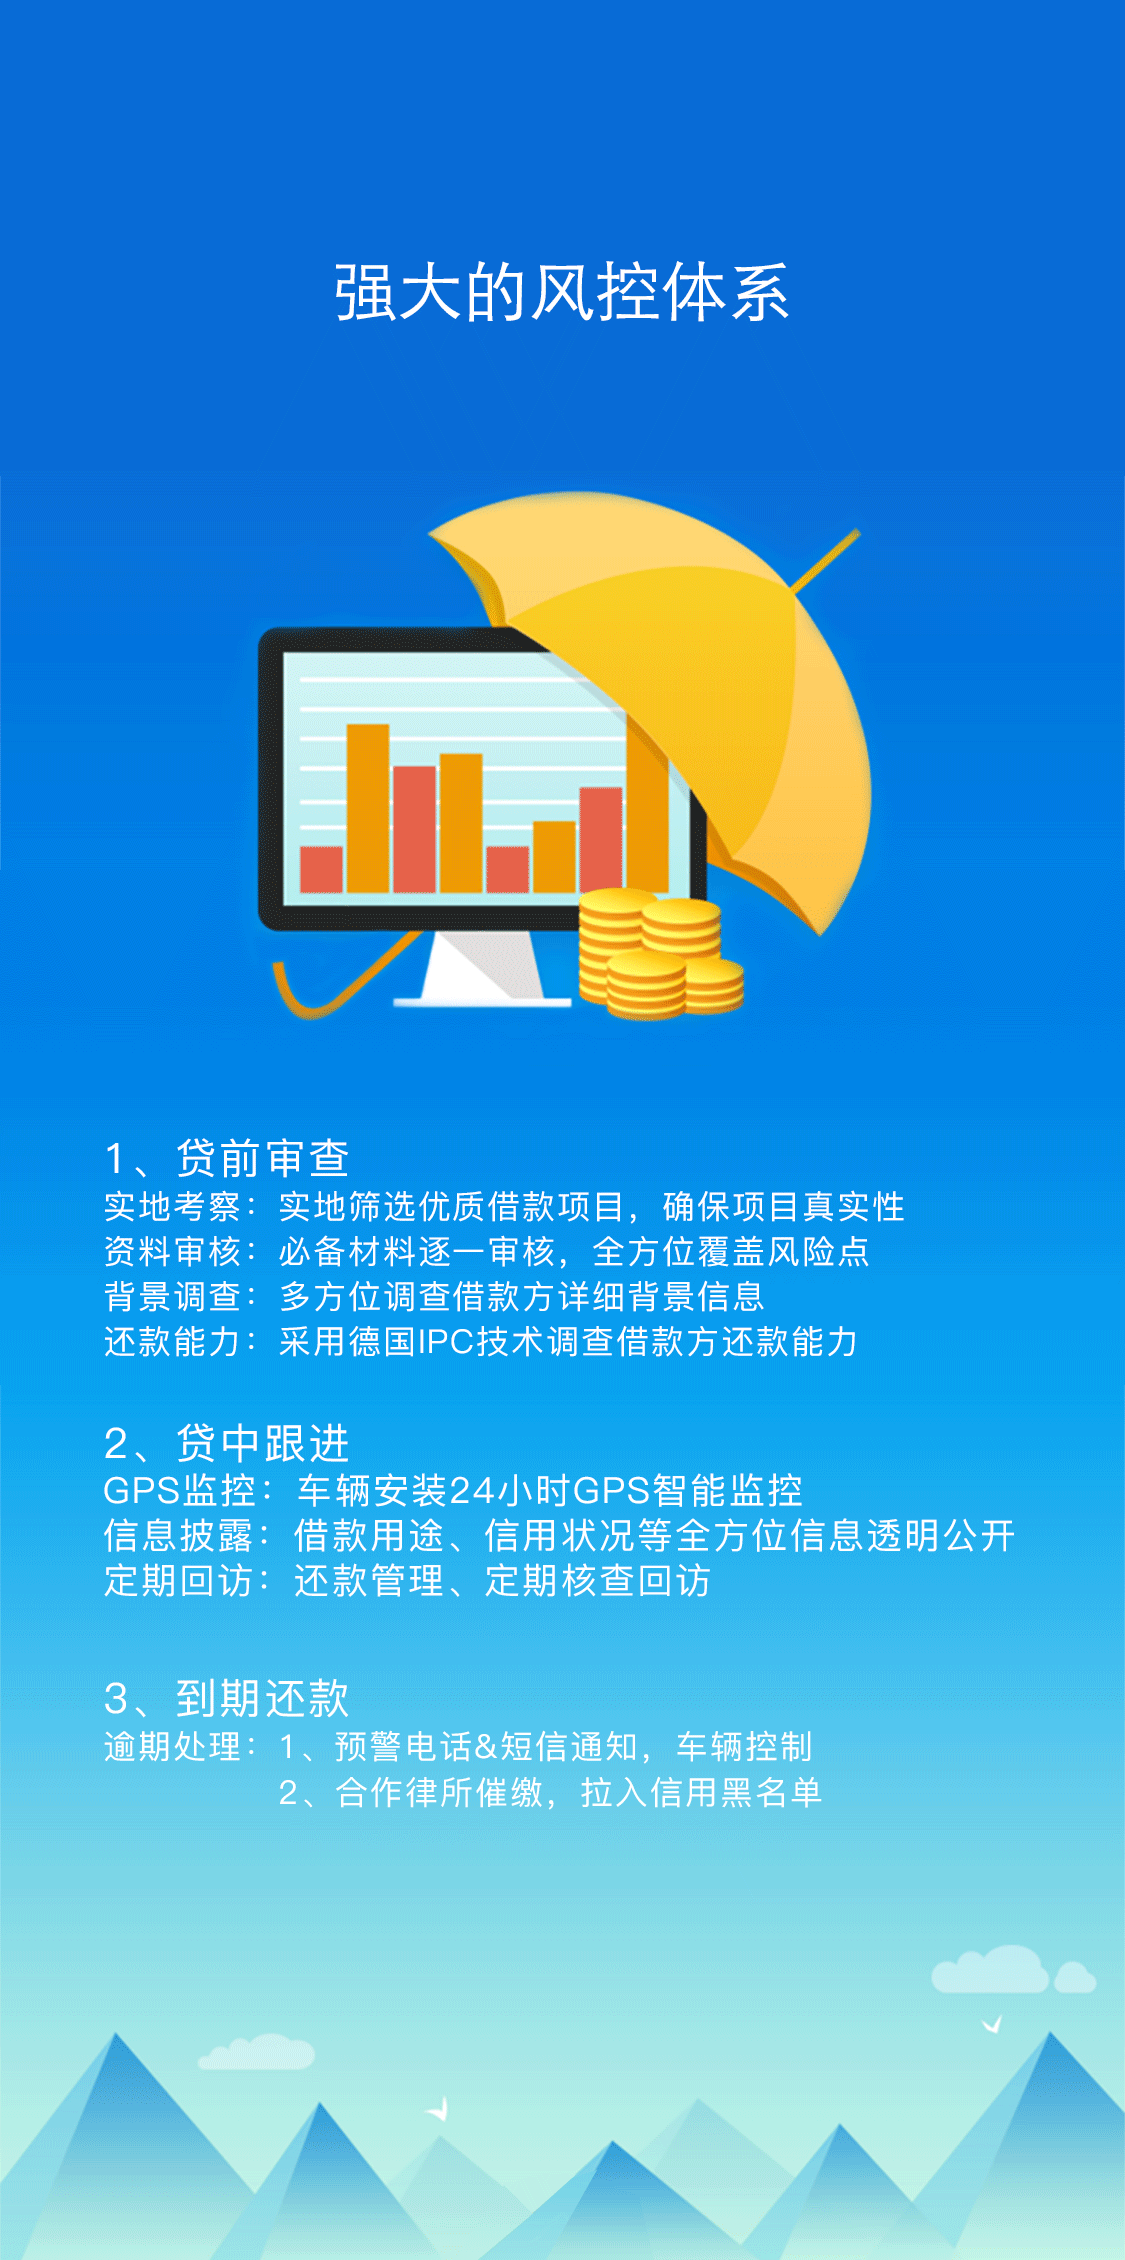 强大的风控体系
1、贷前审查
实地考察：实地筛选优质借款项目，确保项目真实性
资料审核：必备材料逐一审核，全方位覆盖风险点
背景调查：多方位调查借款方详细背景信息
还款能力：采用德国IPC技术调查借款方还款能力
2、贷中跟进
GPS监控：车辆安装24小时GPS智能监控
信息披露：借款用途、信用状况等全方位信息透明公开
定期回访：还款管理、定期核查回访
3、到期还款
逾期处理：1、预警电话&短信通知，车辆控制
2、合作律所催缴，拉入信用黑名单